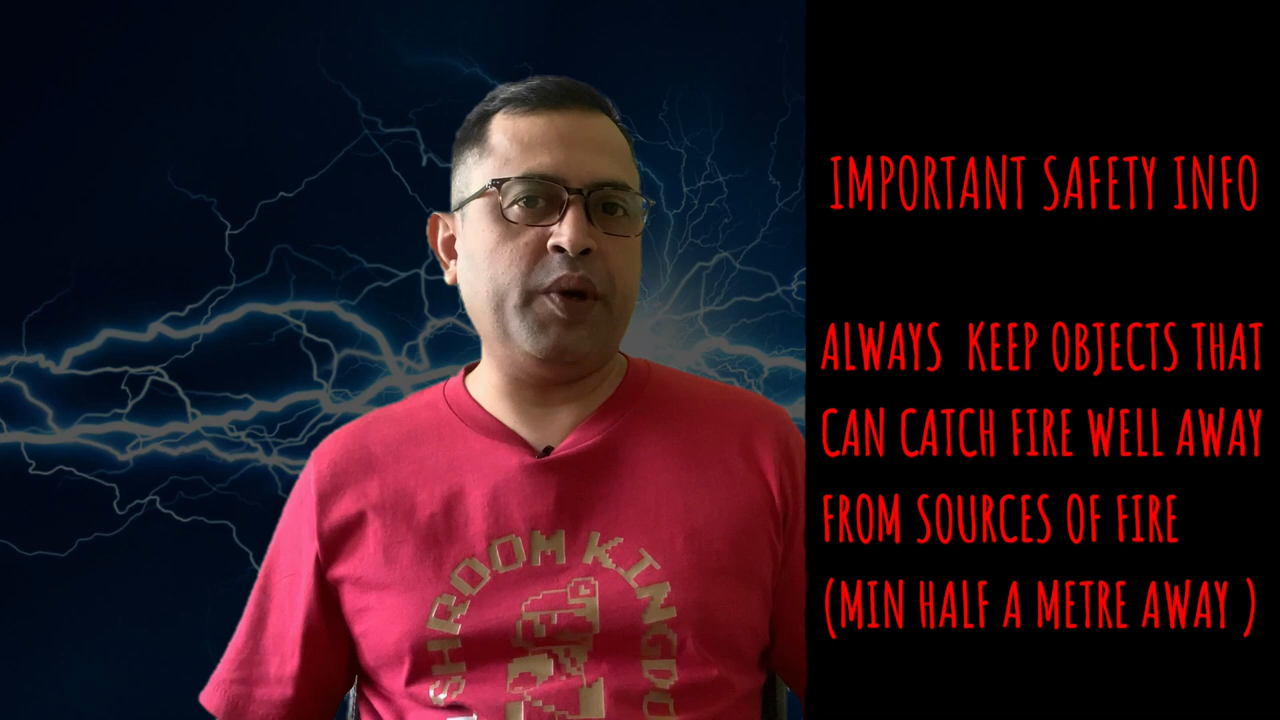 IMPORTANT SAFETY INFO
ALWAYS KEEP OBJECTS THAT
CAN CATCH FIRE WELL AWAY
FROM SOURCES OF FIRE
(MIN HALF A METRE AWAY )
KINGDO